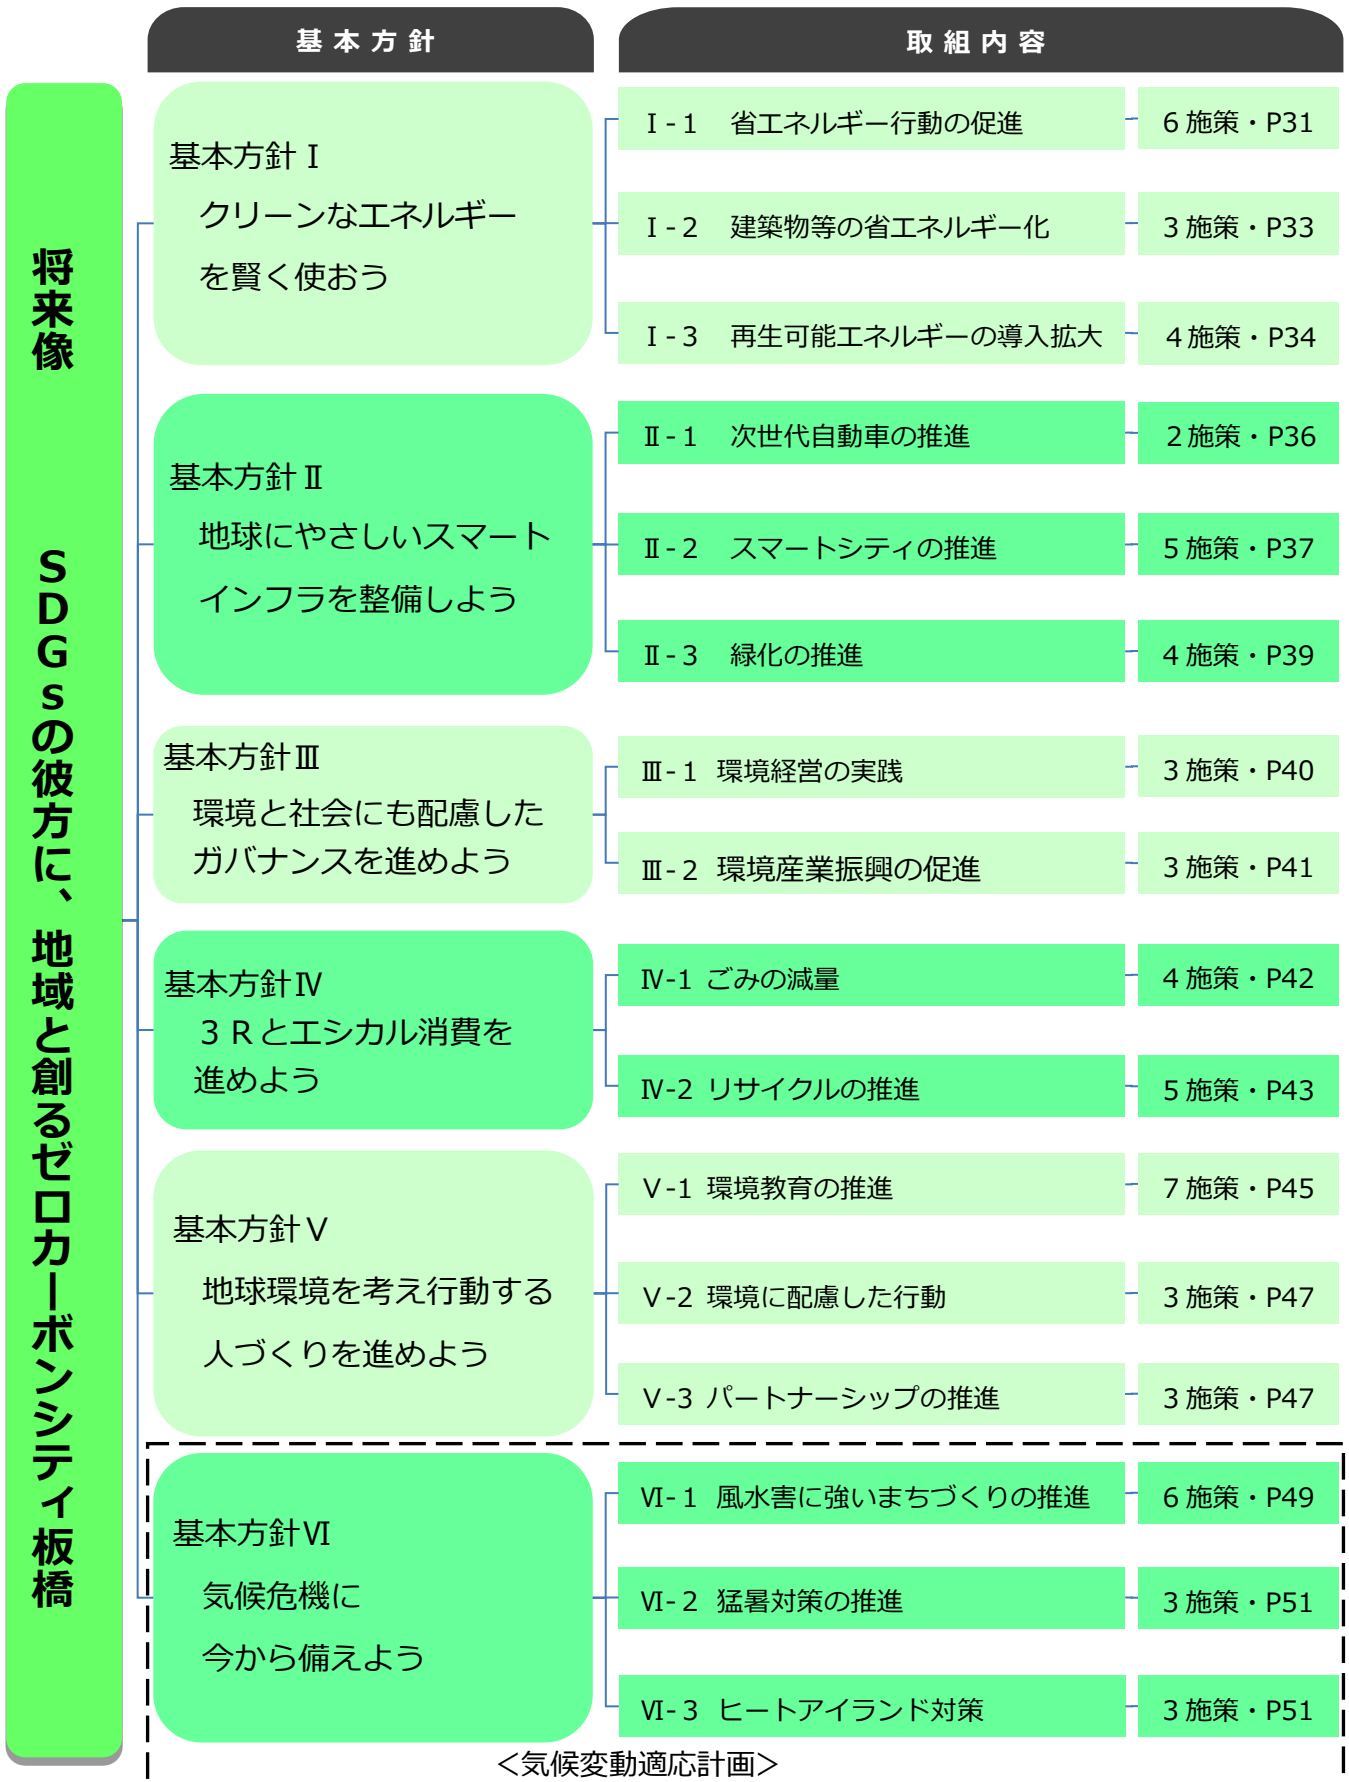 基本方針
取組内容
将来像　ＳＤＧｓの彼方に、地域と創るゼロカーボンシティ板橋
基本方針Ⅰ
クリーンなエネルギー
を賢く使おう
Ⅰ-１　省エネルギー行動の促進
６施策・P31
Ⅰ-２　建築物等の省エネルギー化
３施策・P33
Ⅰ-３　再生可能エネルギーの導入拡大
４施策・P34
基本方針Ⅱ
地球にやさしいスマート
インフラを整備しよう
Ⅱ-１　次世代自動車の推進
２施策・P36
Ⅱ-２　スマートシティの推進
５施策・P37
Ⅱ-３　緑化の推進
４施策・P39
基本方針Ⅲ
環境と社会にも配慮した
ガバナンスを進めよう
Ⅲ-１ 環境経営の実践
３施策・P40
Ⅲ-２ 環境産業振興の促進
３施策・P41
基本方針Ⅳ
３Ｒとエシカル消費を
進めよう
Ⅳ-1 ごみの減量
４施策・P42
Ⅳ-2 リサイクルの推進
５施策・P43
基本方針Ⅴ
地球環境を考え行動する
人づくりを進めよう
Ⅴ-1 環境教育の推進
７施策・P45
Ⅴ-2 環境に配慮した行動
３施策・P47
Ⅴ-3 パートナーシップの推進
３施策・P47
基本方針Ⅵ
気候危機に
今から備えよう
Ⅵ-１ 風水害に強いまちづくりの推進
６施策・P49
Ⅵ-２ 猛暑対策の推進
３施策・P51
Ⅵ-３ ヒートアイランド対策
３施策・P51
＜気候変動適応計画＞